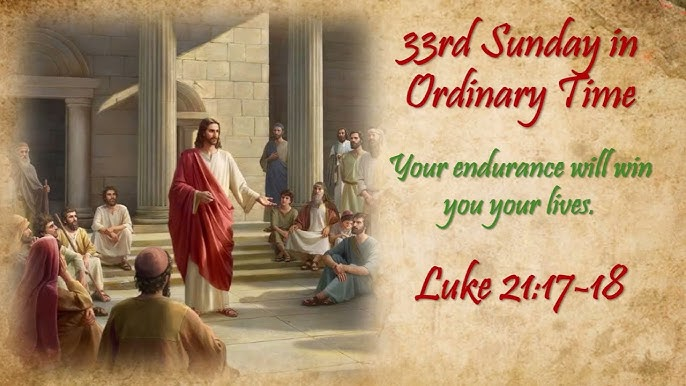 33rd Sunday in
Ordinary Time
Your endurance will win
you your lives.
Luke 21:17-18